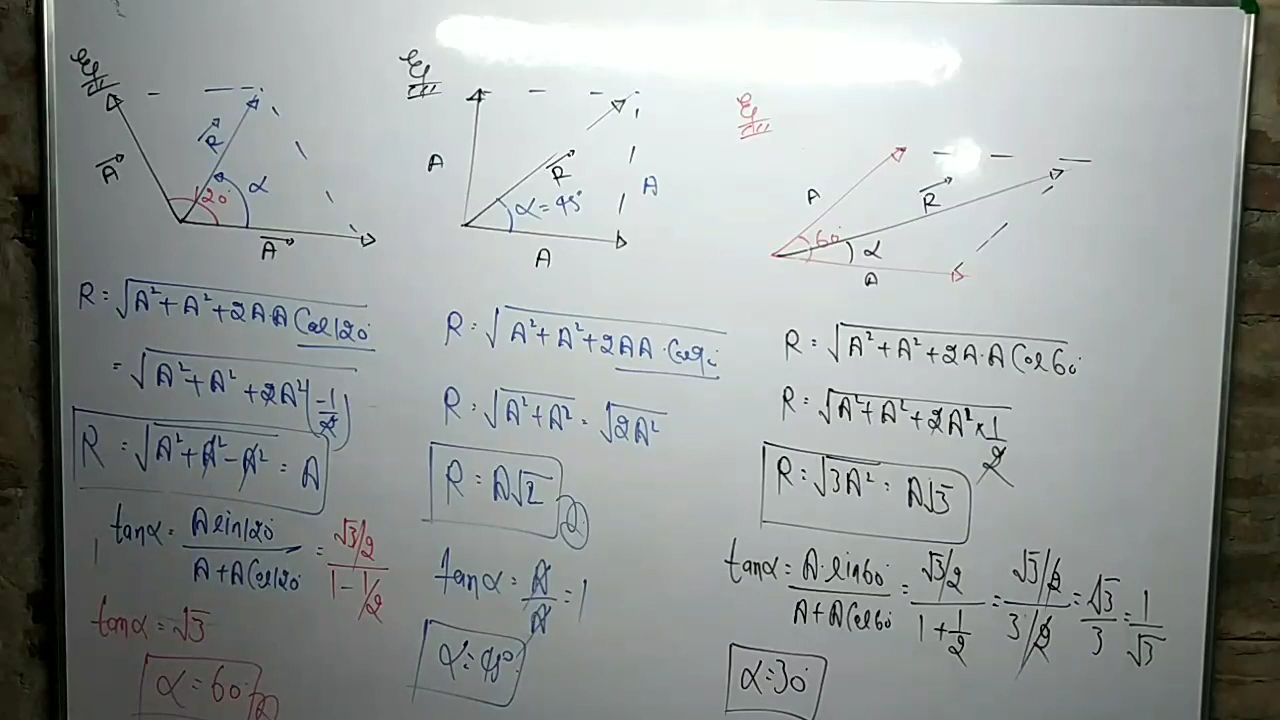 Eg
A⃗
R⃗
120°
α
A⃗
R = √A²+A²+2A·A Cos120°
= √A²+A²+2A²(-1/2)
R = √A²+A²-A² = A
tanα = A sin120° / A+A Cos120° = √3/2 / 1-1/2
tanα = √3
α = 60°
Eg
A
R⃗
A
α = 45°
A
R = √A²+A²+2AA·Cos90°
R = √A²+A² = √2A²
R = A√2
tanα = A/A = 1
α = 45°
Eg
A
R⃗
60°
α
A
R = √A²+A²+2A·A Cos60°
R = √A²+A²+2A²×1/2
R = √3A² = A√3
tanα = A·sin60° / A+A Cos60° = √3/2 / 1+1/2 = √3/2 / 3/2 = √3/3 = 1/√3
α = 30°